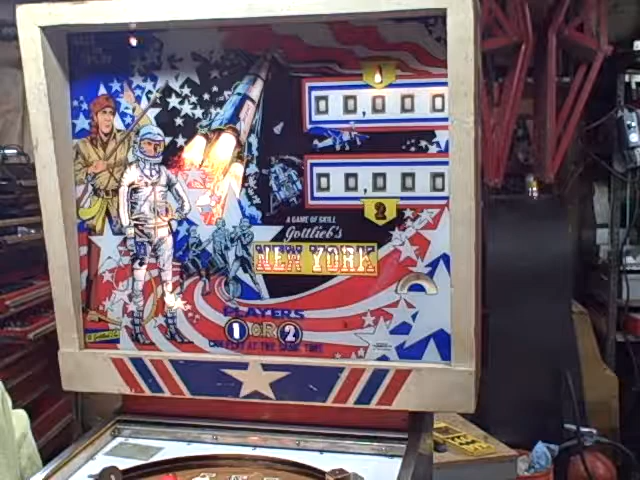 1
0 0 0 0 0
0 0 0 0 0
2
A GAME OF SKILL
Gottlieb's
NEW YORK
PLAYERS
1 OR 2
CAN PLAY AT THE SAME TIME